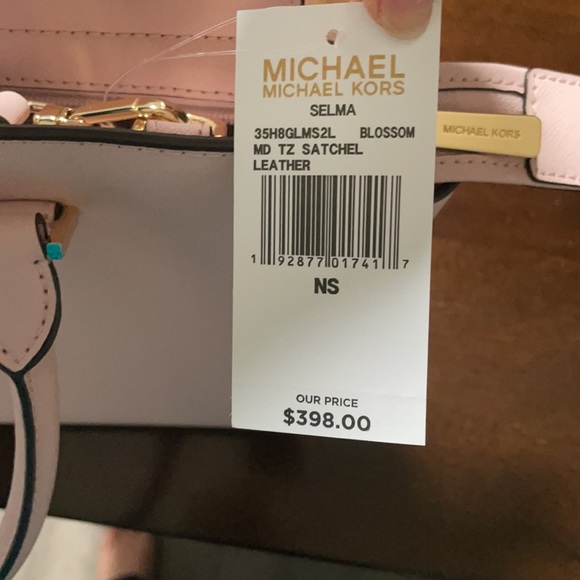 MICHAEL
MICHAEL KORS
SELMA
35H8GLMS2L BLOSSOM
MD TZ SATCHEL
LEATHER
1 92877 01741 7
NS
OUR PRICE
$398.00
MICHAEL KORS